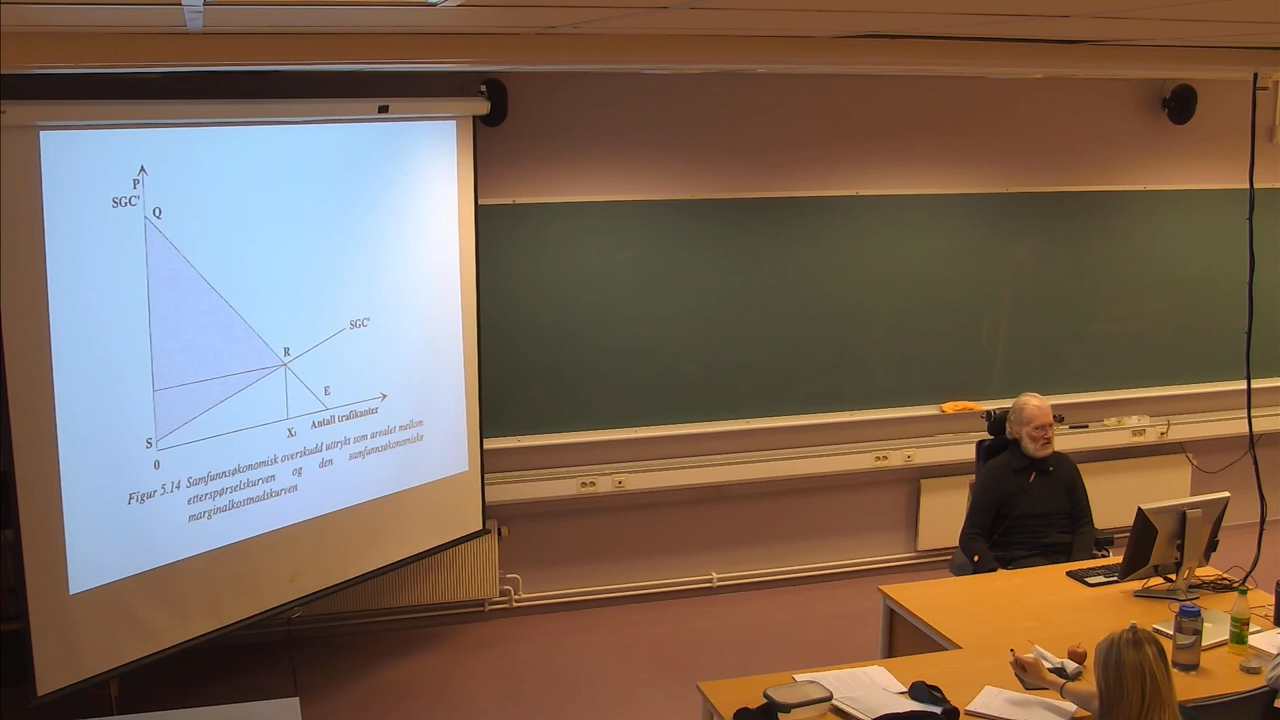 P
SGC'
Q
SGC'
R
E
Antall trafikanter
X₁
S
0
Figur 5.14 Samfunnsøkonomisk overskudd uttrykt som arealet mellom
etterspørselskurven og den samfunnsøkonomiske
marginalkostnadskurven